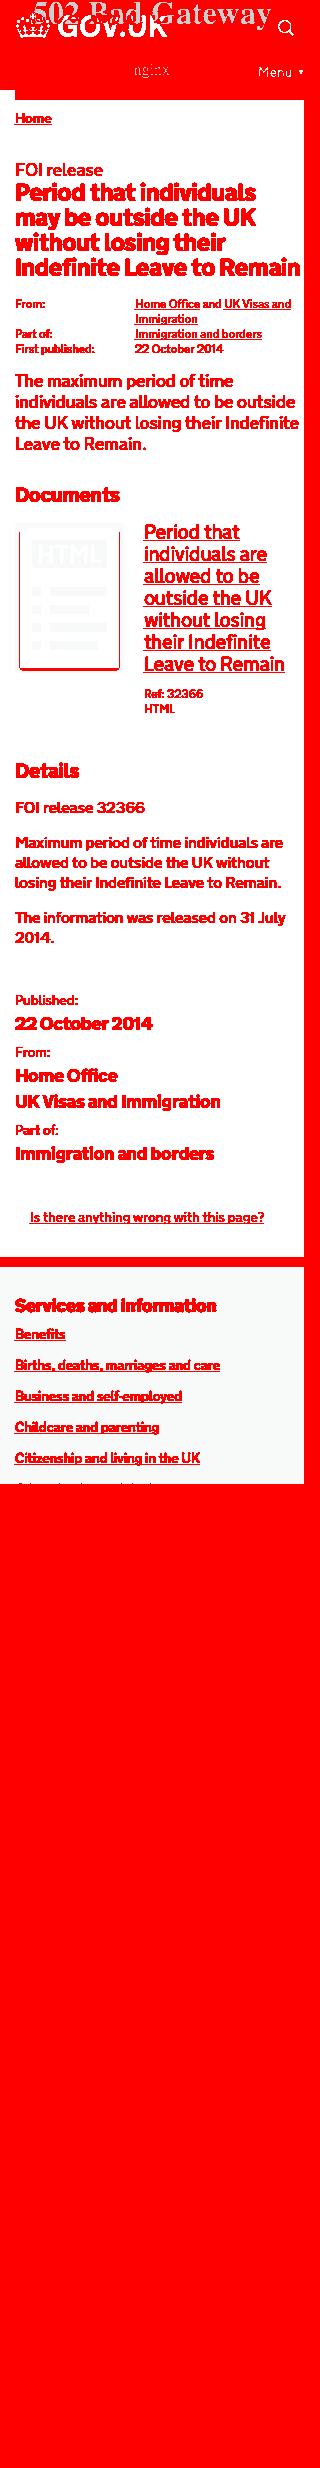 502 Bad Gateway
GOV.UK
nginx
Menu
Home
FOI release
Period that individuals
may be outside the UK
without losing their
Indefinite Leave to Remain
From:
Home Office and UK Visas and
Immigration
Part of:
Immigration and borders
First published:
22 October 2014
The maximum period of time
individuals are allowed to be outside
the UK without losing their Indefinite
Leave to Remain.
Documents
HTML
Period that
individuals are
allowed to be
outside the UK
without losing
their Indefinite
Leave to Remain
Ref: 32366
HTML
Details
FOI release 32366
Maximum period of time individuals are
allowed to be outside the UK without
losing their Indefinite Leave to Remain.
The information was released on 31 July
2014.
Published:
22 October 2014
From:
Home Office
UK Visas and Immigration
Part of:
Immigration and borders
Is there anything wrong with this page?
Services and information
Benefits
Births, deaths, marriages and care
Business and self-employed
Childcare and parenting
Citizenship and living in the UK